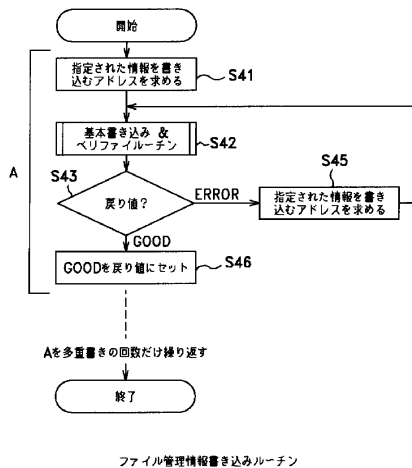 開始
指定された情報を書き
込むアドレスを求める
S41
基本書き込み &
ベリファイルーチン
S42
A
S43
戻り値?
ERROR
S45
指定された情報を書き
込むアドレスを求める
GOOD
GOODを戻り値にセット
S46
Aを多重書きの回数だけ繰り返す
終了
ファイル管理情報書き込みルーチン